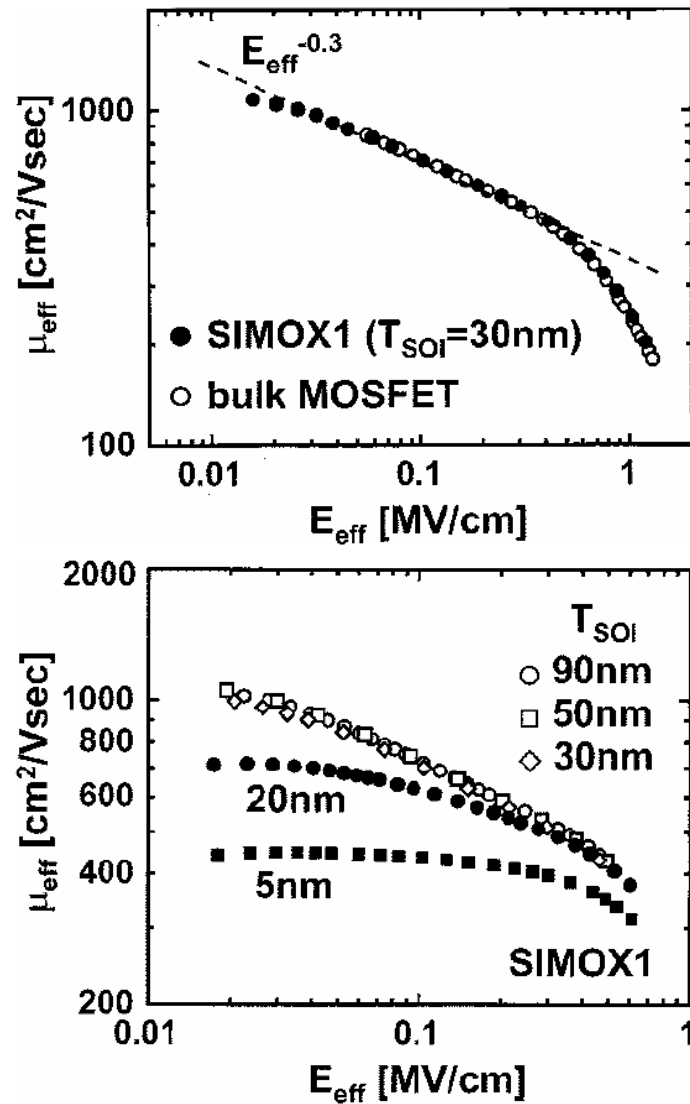 E_eff^-0.3
1000
100
μ_eff [cm²/Vsec]
● SIMOX1 (T_SOI=30nm)
○ bulk MOSFET
0.01 0.1 1
E_eff [MV/cm]
2000
1000
800
600
400
200
μ_eff [cm²/Vsec]
T_SOI
○ 90nm
□ 50nm
◇ 30nm
20nm
5nm
SIMOX1
0.01 0.1 1
E_eff [MV/cm]